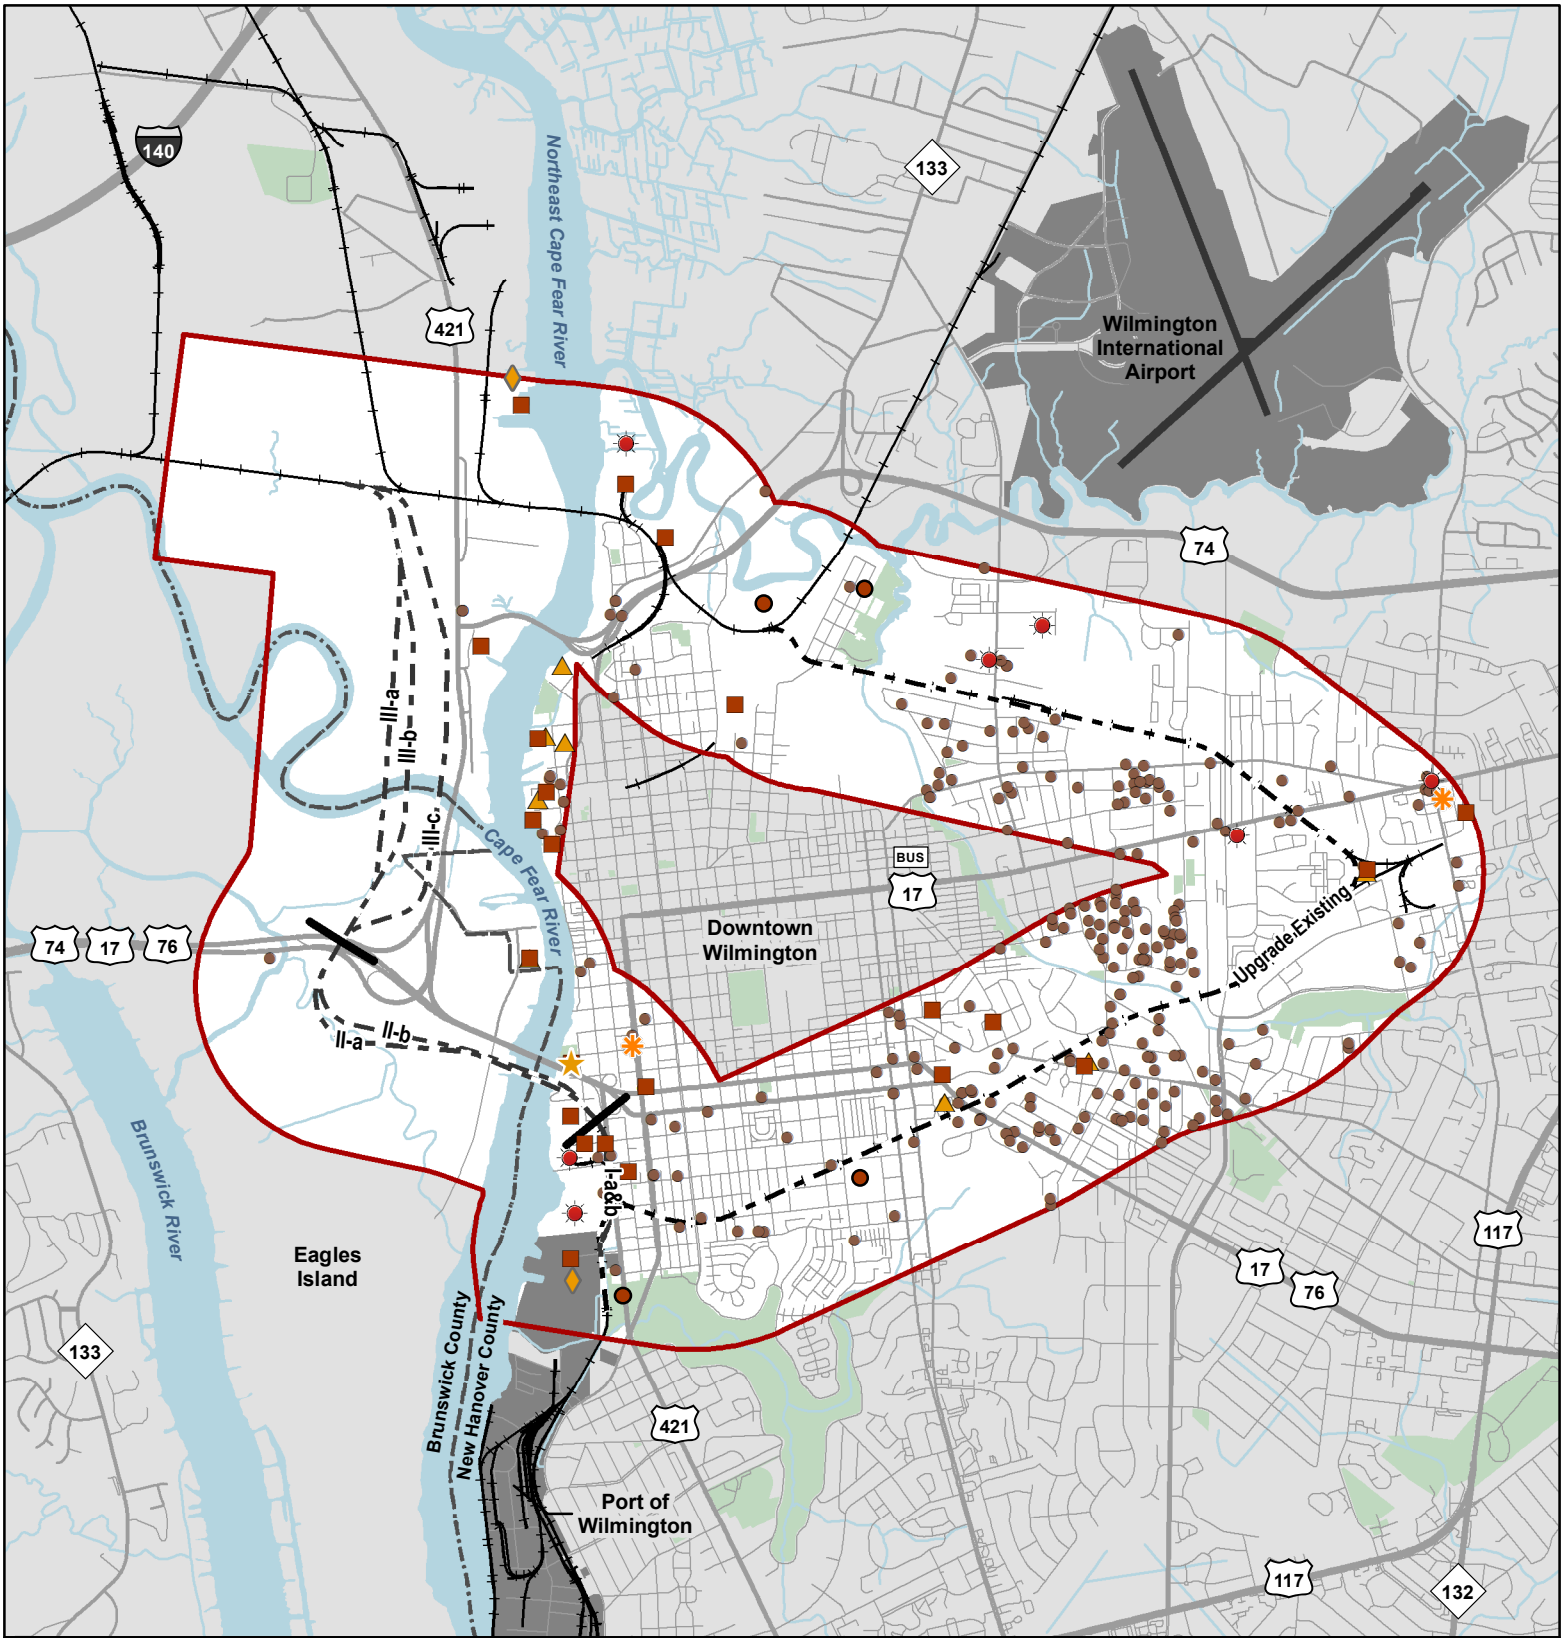 140
133
Northeast Cape Fear River
421
Wilmington
International
Airport
74
III-a
III-b
III-c
Cape Fear River
BUS
17
74
17
76
Downtown
Wilmington
Upgrade Existing
II-b
II-a
Brunswick River
I-a&b
Eagles
Island
117
17
76
133
Brunswick County
New Hanover County
421
Port of
Wilmington
117
132